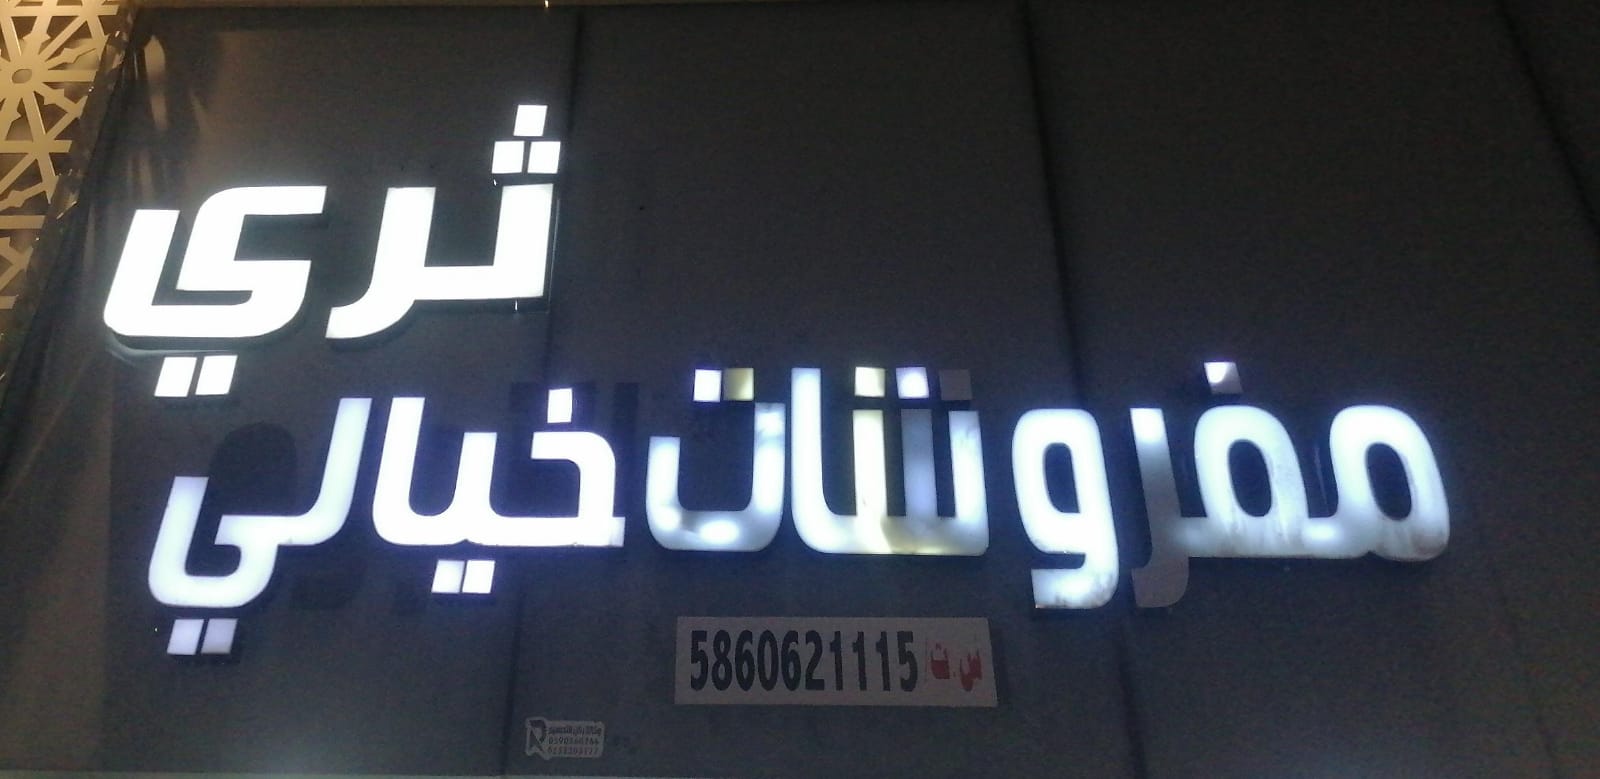 ثري
مفروشات خيالي
س.ت 5860621115